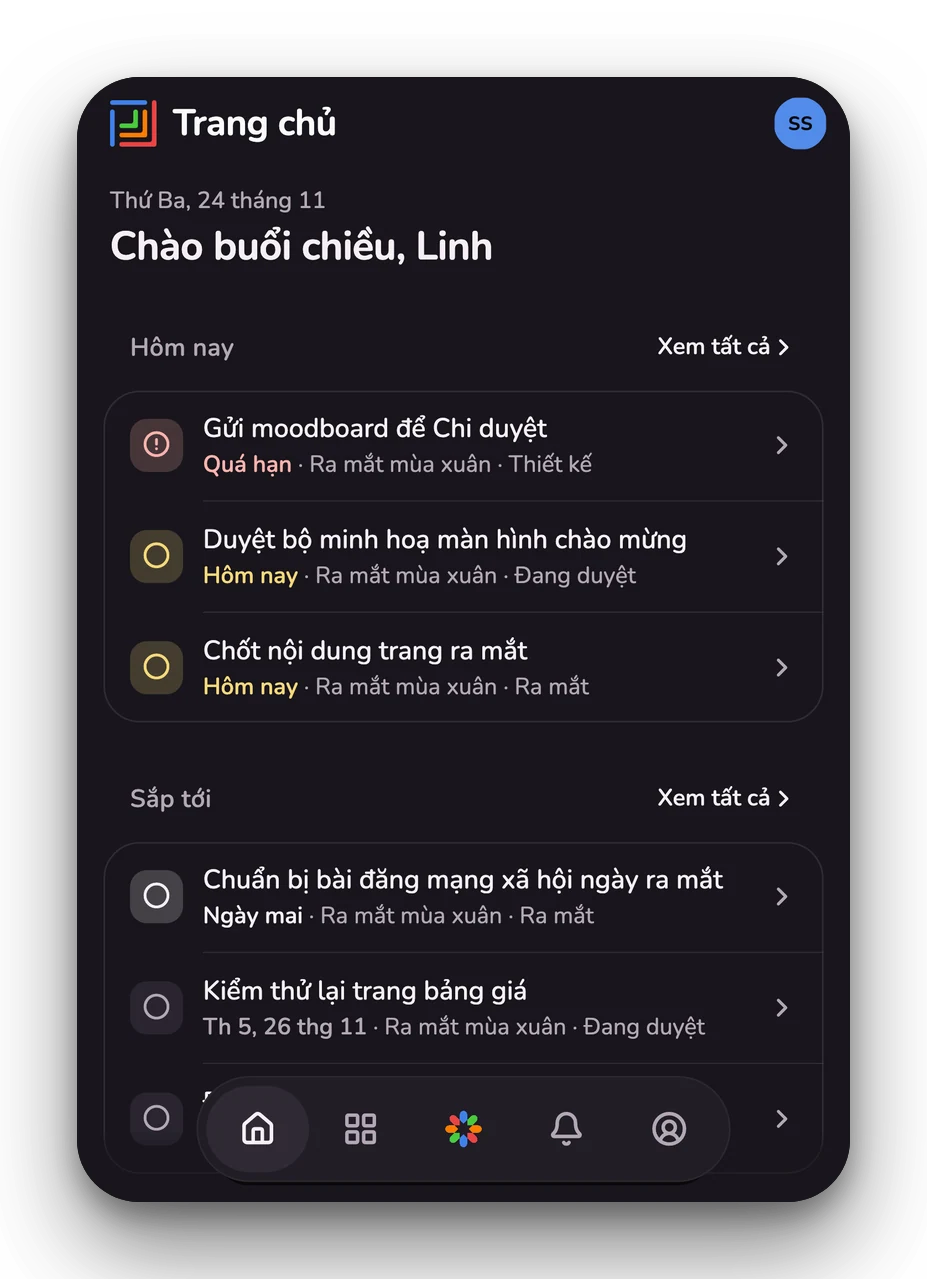 Trang chủ
SS
Thứ Ba, 24 tháng 11
Chào buổi chiều, Linh
Hôm nay
Xem tất cả
Gửi moodboard để Chi duyệt
Quá hạn · Ra mắt mùa xuân · Thiết kế
Duyệt bộ minh hoạ màn hình chào mừng
Hôm nay · Ra mắt mùa xuân · Đang duyệt
Chốt nội dung trang ra mắt
Hôm nay · Ra mắt mùa xuân · Ra mắt
Sắp tới
Xem tất cả
Chuẩn bị bài đăng mạng xã hội ngày ra mắt
Ngày mai · Ra mắt mùa xuân · Ra mắt
Kiểm thử lại trang bảng giá
Th 5, 26 thg 11 · Ra mắt mùa xuân · Đang duyệt